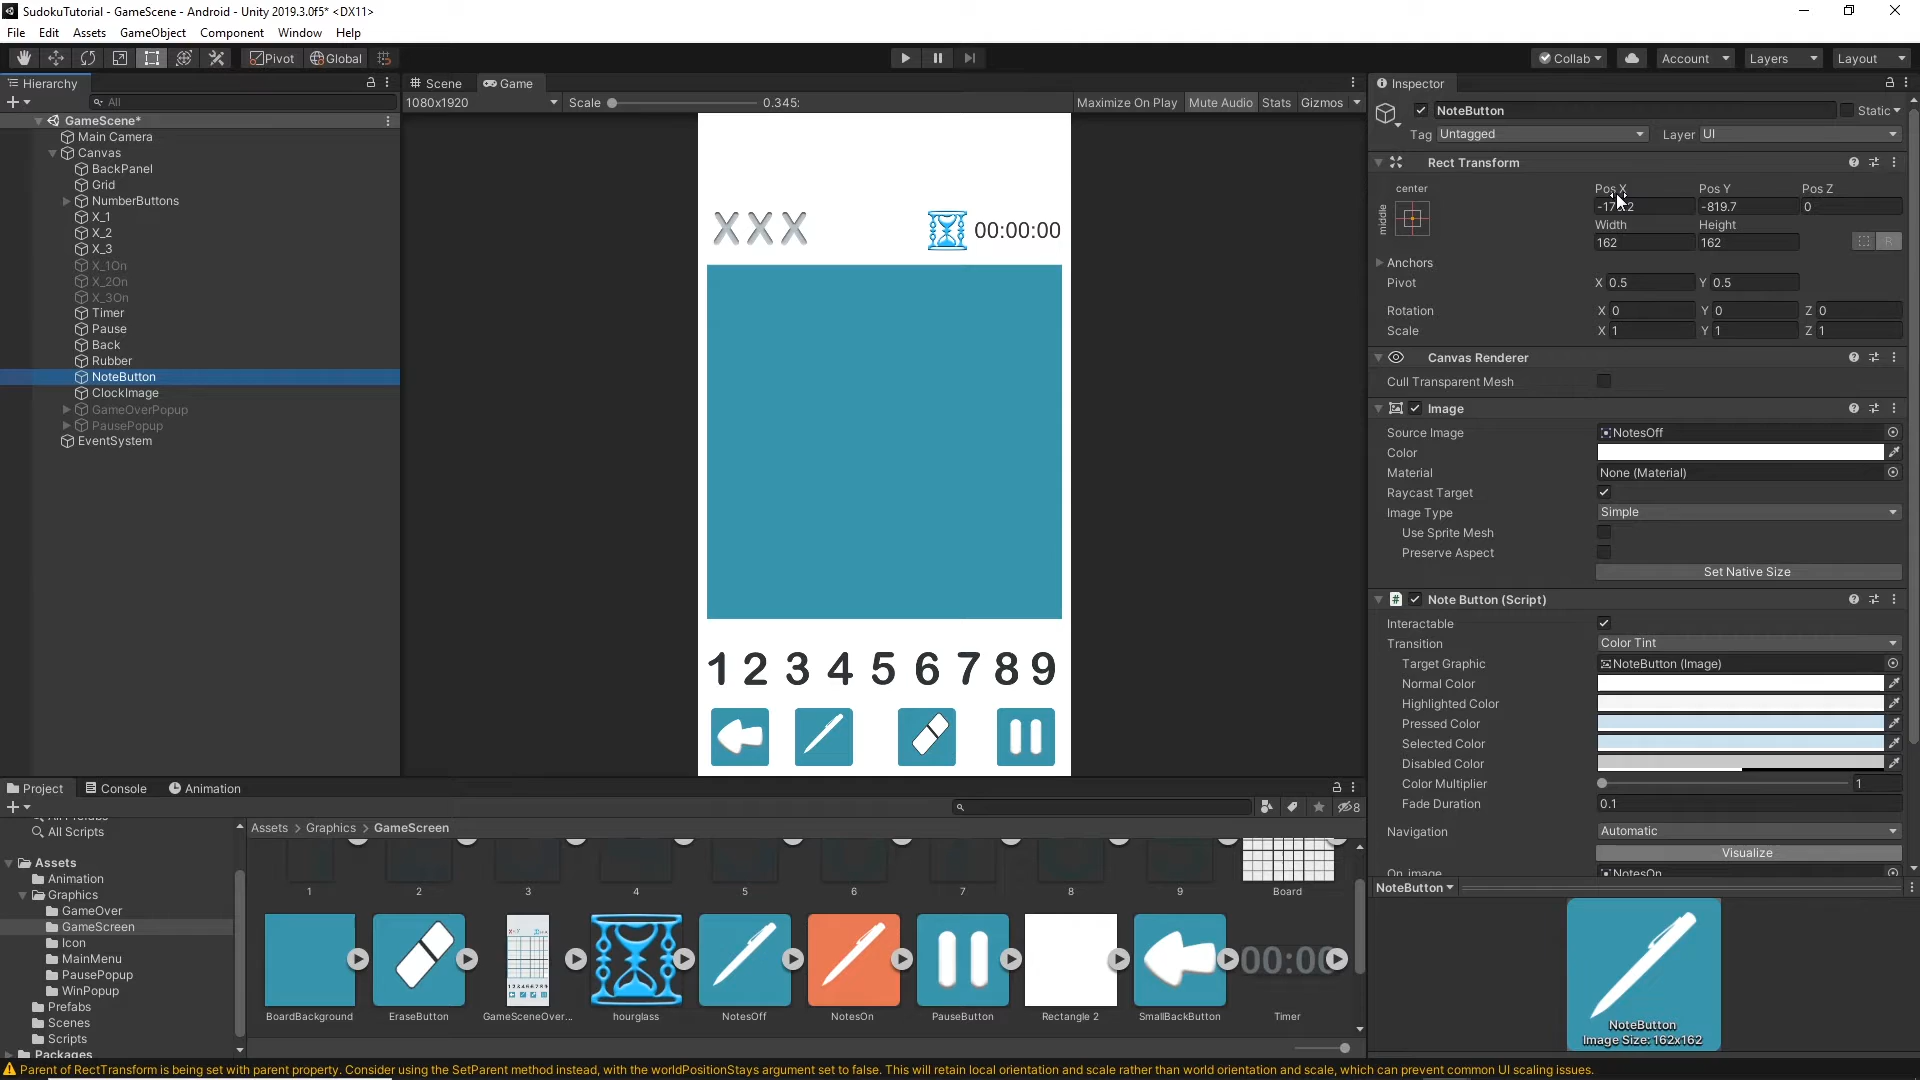 SudokuTutorial - GameScene - Android - Unity 2019.3.0f5* <DX11>
File Edit Assets GameObject Component Window Help
Pivot Global Collab Account Layers Layout
Hierarchy
All
GameScene*
Main Camera
Canvas
BackPanel
Grid
NumberButtons
X_1
X_2
X_3
X_1On
X_2On
X_3On
Timer
Pause
Back
Rubber
NoteButton
ClockImage
GameOverPopup
PausePopup
EventSystem
Scene Game
1080x1920 Scale 0.345: Maximize On Play Mute Audio Stats Gizmos
XXX 00:00:00
1 2 3 4 5 6 7 8 9
Inspector
NoteButton Static
Tag Untagged Layer UI
Rect Transform
center
middle
Pos X Pos Y Pos Z
-819.7 0
Width Height
162 162
R
Anchors
Pivot X 0.5 Y 0.5
Rotation X 0 Y 0 Z 0
Scale X 1 Y 1 Z 1
Canvas Renderer
Cull Transparent Mesh
Image
Source Image NotesOff
Color
Material None (Material)
Raycast Target
Image Type Simple
Use Sprite Mesh
Preserve Aspect
Set Native Size
# Note Button (Script)
Interactable
Transition Color Tint
Target Graphic NoteButton (Image)
Normal Color
Highlighted Color
Pressed Color
Selected Color
Disabled Color
Color Multiplier 1
Fade Duration 0.1
Navigation Automatic
Visualize
On_image NotesOn
NoteButton
NoteButton
Image Size: 162x162
Project Console Animation
8
All Prefabs
All Scripts
Assets
Animation
Graphics
GameOver
GameScreen
Icon
MainMenu
PausePopup
WinPopup
Prefabs
Scenes
Scripts
Packages
Assets > Graphics > GameScreen
1 2 3 4 5 6 7 8 9 Board
BoardBackground EraseButton GameSceneOver... hourglass NotesOff NotesOn PauseButton Rectangle 2 SmallBackButton Timer
Parent of RectTransform is being set with parent property. Consider using the SetParent method instead, with the worldPositionStays argument set to false. This will retain local orientation and scale rather than world orientation and scale, which can prevent common UI scaling issues.